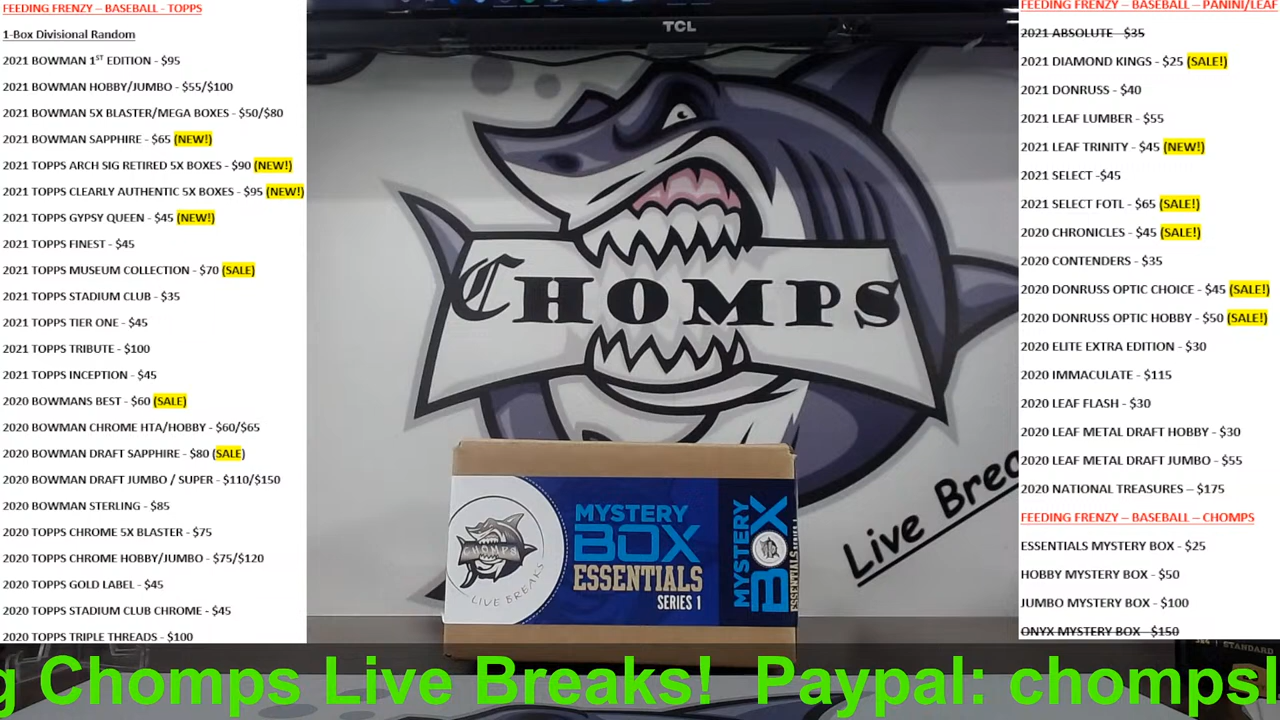 FEEDING FRENZY – BASEBALL - TOPPS
1-Box Divisional Random
2021 BOWMAN 1ST EDITION - $95
2021 BOWMAN HOBBY/JUMBO - $55/$100
2021 BOWMAN 5X BLASTER/MEGA BOXES - $50/$80
2021 BOWMAN SAPPHIRE - $65 (NEW!)
2021 TOPPS ARCH SIG RETIRED 5X BOXES - $90 (NEW!)
2021 TOPPS CLEARLY AUTHENTIC 5X BOXES - $95 (NEW!)
2021 TOPPS GYPSY QUEEN - $45 (NEW!)
2021 TOPPS FINEST - $45
2021 TOPPS MUSEUM COLLECTION - $70 (SALE)
2021 TOPPS STADIUM CLUB - $35
2021 TOPPS TIER ONE - $45
2021 TOPPS TRIBUTE - $100
2021 TOPPS INCEPTION - $45
2020 BOWMANS BEST - $60 (SALE)
2020 BOWMAN CHROME HTA/HOBBY - $60/$65
2020 BOWMAN DRAFT SAPPHIRE - $80 (SALE)
2020 BOWMAN DRAFT JUMBO / SUPER - $110/$150
2020 BOWMAN STERLING - $85
2020 TOPPS CHROME 5X BLASTER - $75
2020 TOPPS CHROME HOBBY/JUMBO - $75/$120
2020 TOPPS GOLD LABEL - $45
2020 TOPPS STADIUM CLUB CHROME - $45
2020 TOPPS TRIPLE THREADS - $100
TCL
CHOMPS
Live Brea
CHOMPS
LIVE BREAKS
MYSTERY
BOX
ESSENTIALS
SERIES 1
MYSTERY
BOX
ESSENTIALS
FEEDING FRENZY – BASEBALL – PANINI/LEAF
2021 ABSOLUTE - $35
2021 DIAMOND KINGS - $25 (SALE!)
2021 DONRUSS - $40
2021 LEAF LUMBER - $55
2021 LEAF TRINITY - $45 (NEW!)
2021 SELECT -$45
2021 SELECT FOTL - $65 (SALE!)
2020 CHRONICLES - $45 (SALE!)
2020 CONTENDERS - $35
2020 DONRUSS OPTIC CHOICE - $45 (SALE!)
2020 DONRUSS OPTIC HOBBY - $50 (SALE!)
2020 ELITE EXTRA EDITION - $30
2020 IMMACULATE - $115
2020 LEAF FLASH - $30
2020 LEAF METAL DRAFT HOBBY - $30
2020 LEAF METAL DRAFT JUMBO - $55
2020 NATIONAL TREASURES – $175
FEEDING FRENZY – BASEBALL – CHOMPS
ESSENTIALS MYSTERY BOX - $25
HOBBY MYSTERY BOX - $50
JUMBO MYSTERY BOX - $100
ONYX MYSTERY BOX - $150
STANDARD
g Chomps Live Breaks! Paypal: chompsl